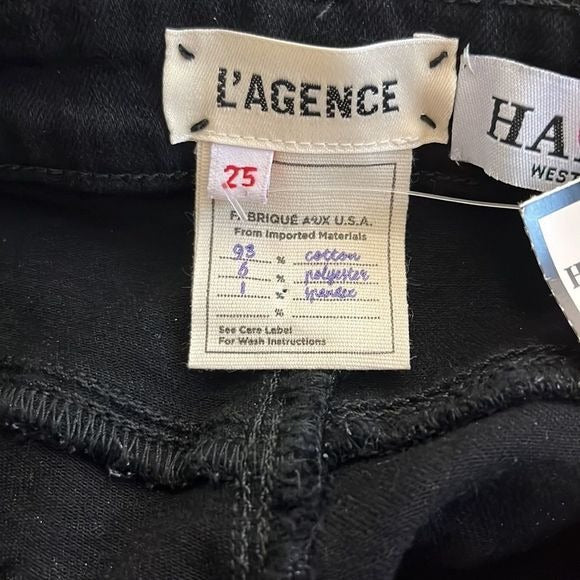 L'AGENCE
HA
WEST
25
FABRIQUÉ AUX U.S.A.
From Imported Materials
93 % cotton
6 % polyester
1 % spandex
%
See Care Label
For Wash Instructions
H